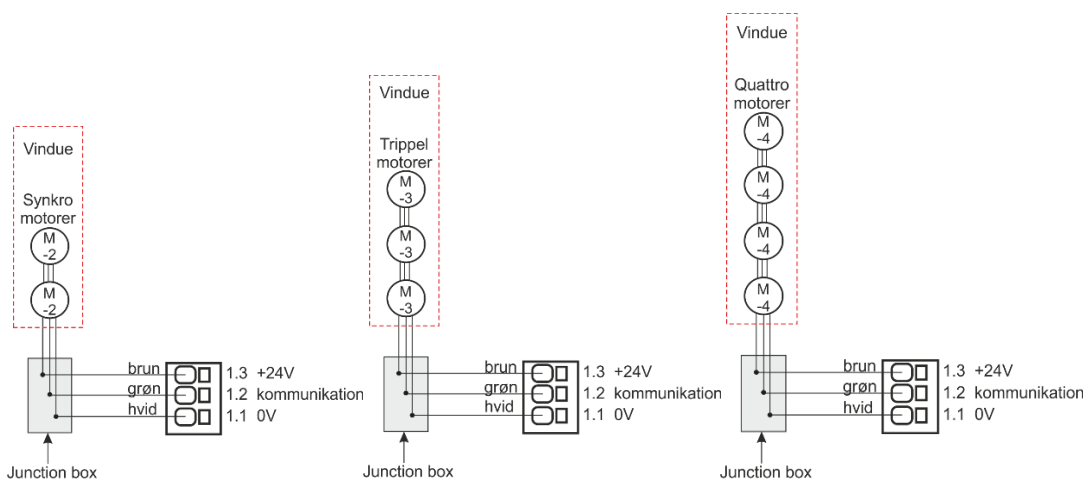 Vindue
Synkro
motorer
M
-2
M
-2
brun
1.3 +24V
grøn
1.2 kommunikation
hvid
1.1 0V
Junction box
Vindue
Trippel
motorer
M
-3
M
-3
M
-3
brun
1.3 +24V
grøn
1.2 kommunikation
hvid
1.1 0V
Junction box
Vindue
Quattro
motorer
M
-4
M
-4
M
-4
M
-4
brun
1.3 +24V
grøn
1.2 kommunikation
hvid
1.1 0V
Junction box